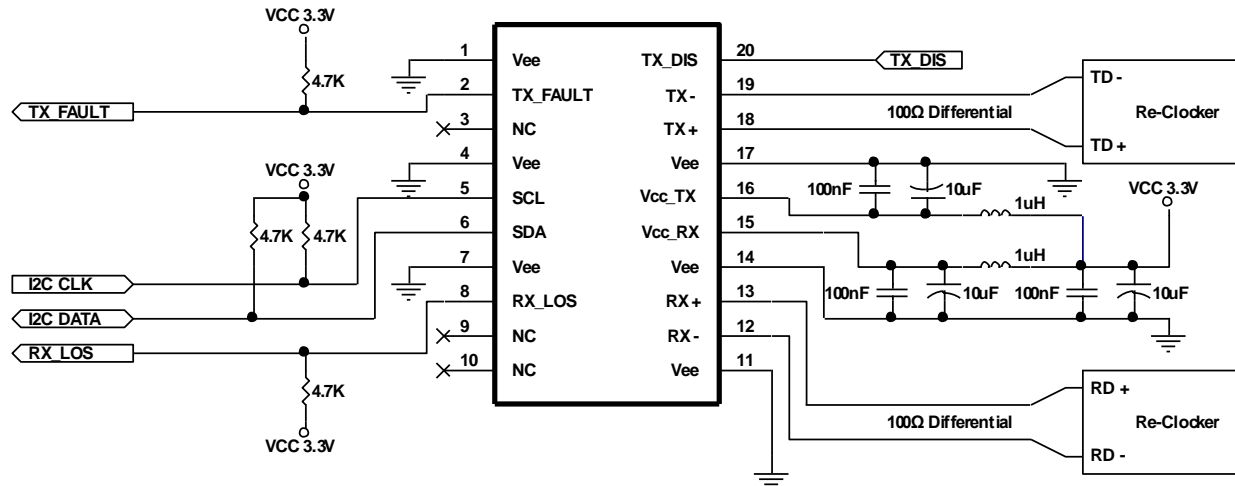 VCC 3.3V
4.7K
TX_FAULT
VCC 3.3V
4.7K
4.7K
I2C CLK
I2C DATA
RX_LOS
4.7K
VCC 3.3V
1
2
3
4
5
6
7
8
9
10
Vee
TX_FAULT
NC
Vee
SCL
SDA
Vee
RX_LOS
NC
NC
TX_DIS
TX-
TX+
Vee
Vcc_TX
Vcc_RX
Vee
RX+
RX-
Vee
20
19
18
17
16
15
14
13
12
11
TX_DIS
100Ω Differential
TD -
TD +
Re-Clocker
100nF
10uF
1uH
VCC 3.3V
1uH
100nF
10uF
100nF
10uF
100Ω Differential
RD +
RD -
Re-Clocker